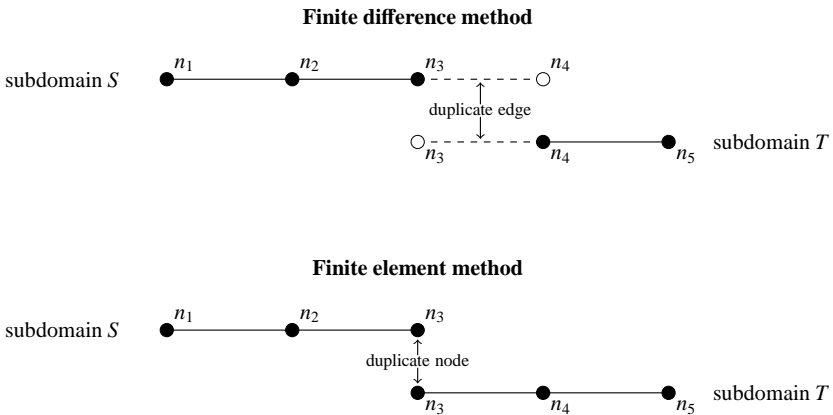 Finite difference method
n₁ n₂ n₃ n₄
subdomain S
duplicate edge
n₃ n₄ n₅
subdomain T
Finite element method
n₁ n₂ n₃
subdomain S
duplicate node
n₃ n₄ n₅
subdomain T